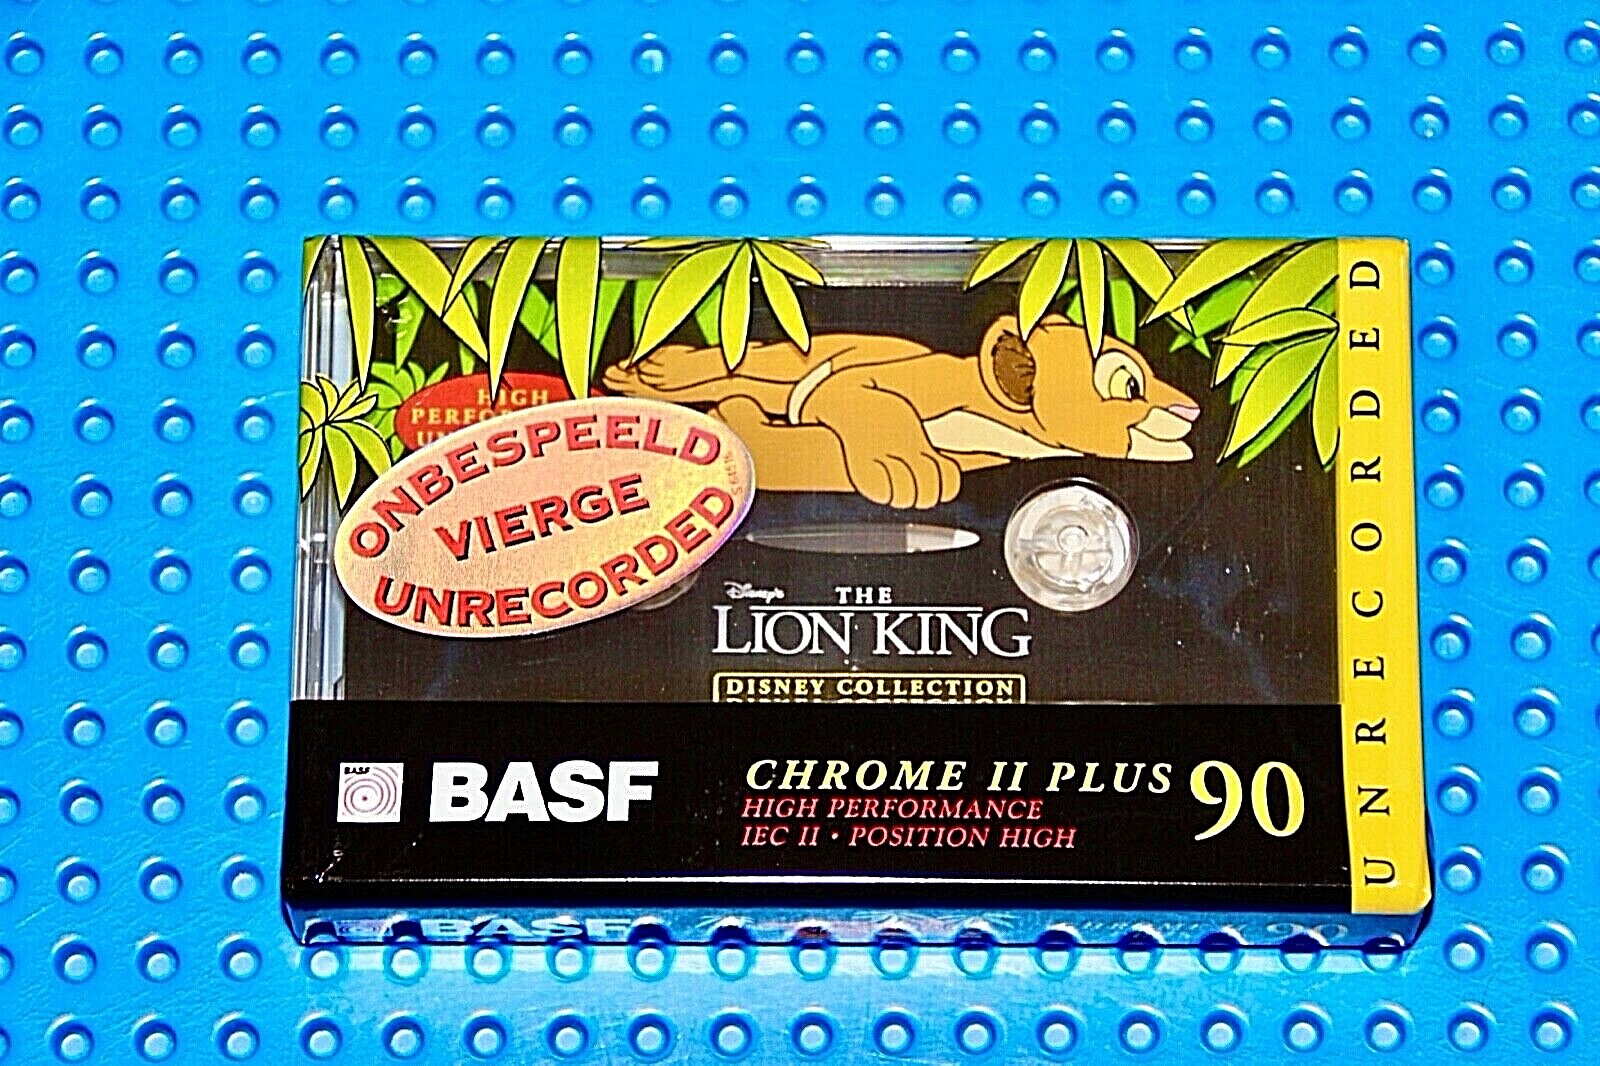 HIGH
ONBESPEELD
VIERGE
UNRECORDED
Disney's
THE
LION KING
DISNEY COLLECTION
BASF
BASF
CHROME II PLUS 90
HIGH PERFORMANCE
IEC II • POSITION HIGH
UNRECORDED
BASF
90